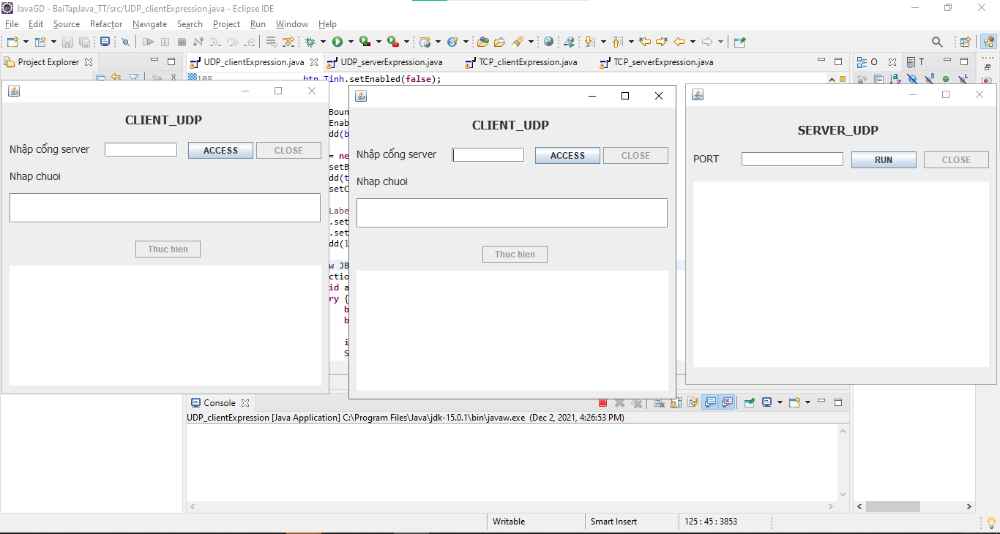 JavaGD - BaiTapJava_TT/src/UDP_clientExpression.java - Eclipse IDE
File Edit Source Refactor Navigate Search Project Run Window Help
Project Explorer
UDP_clientExpression.java UDP_serverExpression.java TCP_clientExpression.java TCP_serverExpression.java
O T
108 btn_Tinh.setEnabled(false);
CLIENT_UDP
Nhập cổng server ACCESS CLOSE
Nhap chuoi
Thuc hien
Boun
Enab
dd(b
= ne
setB
dd(t
setC
Labe
.set
.set
dd(l
w JB
ctio
id a
ry {
b
b
i
S
CLIENT_UDP
Nhập cổng server ACCESS CLOSE
Nhap chuoi
Thuc hien
SERVER_UDP
PORT RUN CLOSE
Console
UDP_clientExpression [Java Application] C:\Program Files\Java\jdk-15.0.1\bin\javaw.exe (Dec 2, 2021, 4:26:53 PM)
Writable Smart Insert 125 : 45 : 3853